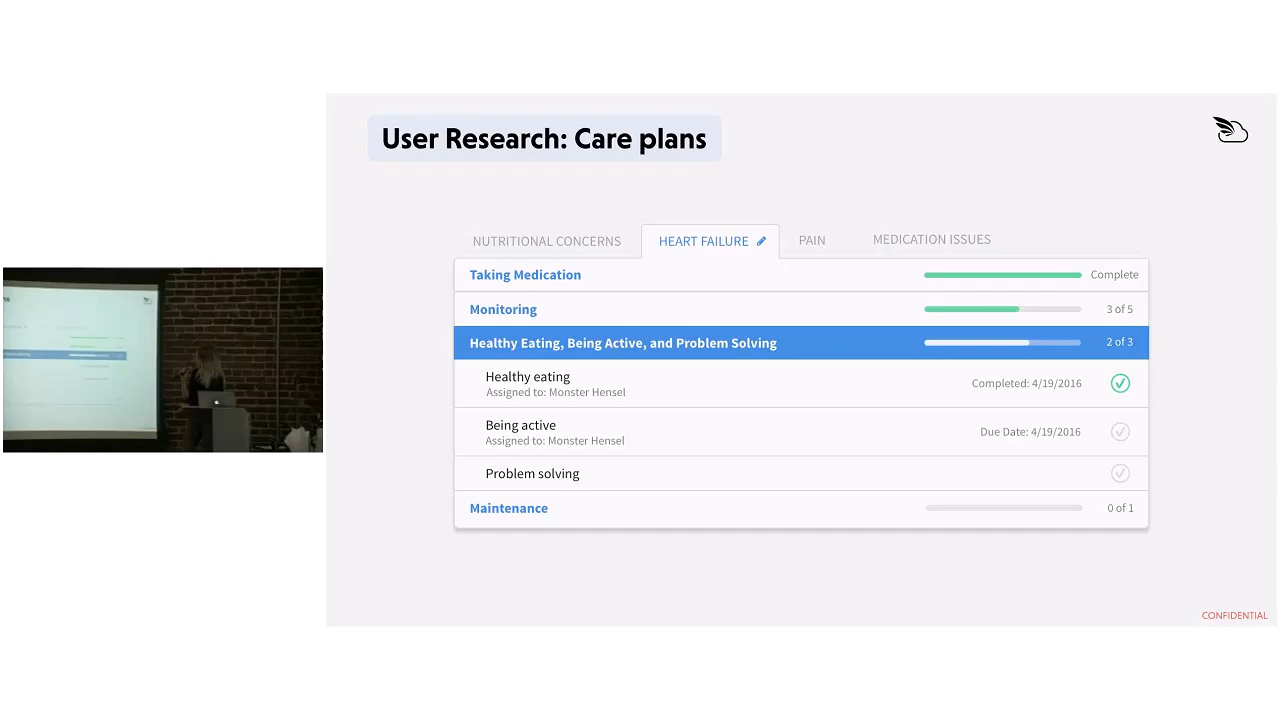 User Research: Care plans
NUTRITIONAL CONCERNS
HEART FAILURE
PAIN
MEDICATION ISSUES
Taking Medication
Complete
Monitoring
3 of 5
Healthy Eating, Being Active, and Problem Solving
2 of 3
Healthy eating
Assigned to: Monster Hensel
Completed: 4/19/2016
Being active
Assigned to: Monster Hensel
Due Date: 4/19/2016
Problem solving
Maintenance
0 of 1
CONFIDENTIAL